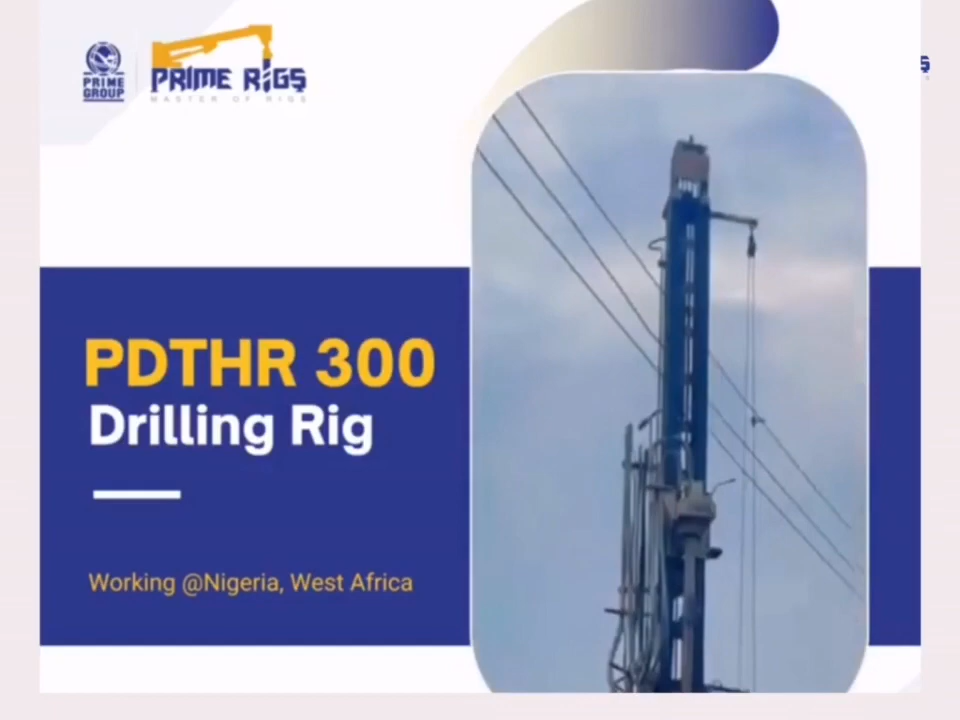 PRIME
GROUP
PRIME RIGS
MASTER OF RIGS
PDTHR 300
Drilling Rig
Working @Nigeria, West Africa